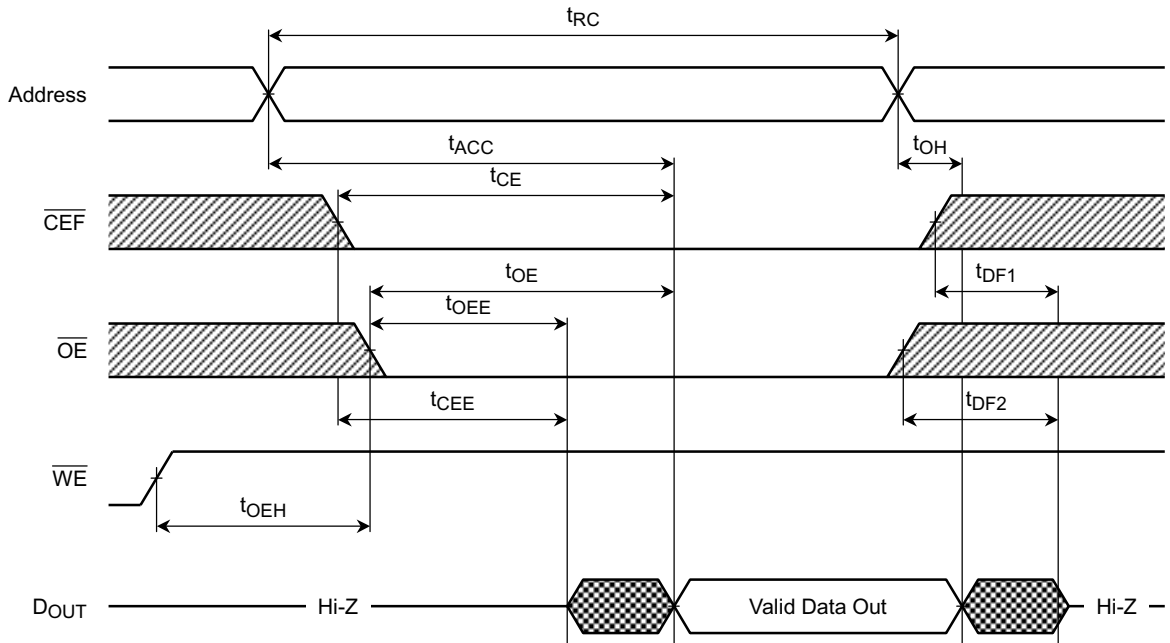 tRC
Address
tACC
tOH
tCE
CEF
tOE
tDF1
tOEE
OE
tCEE
tDF2
WE
tOEH
DOUT
Hi-Z
Valid Data Out
Hi-Z